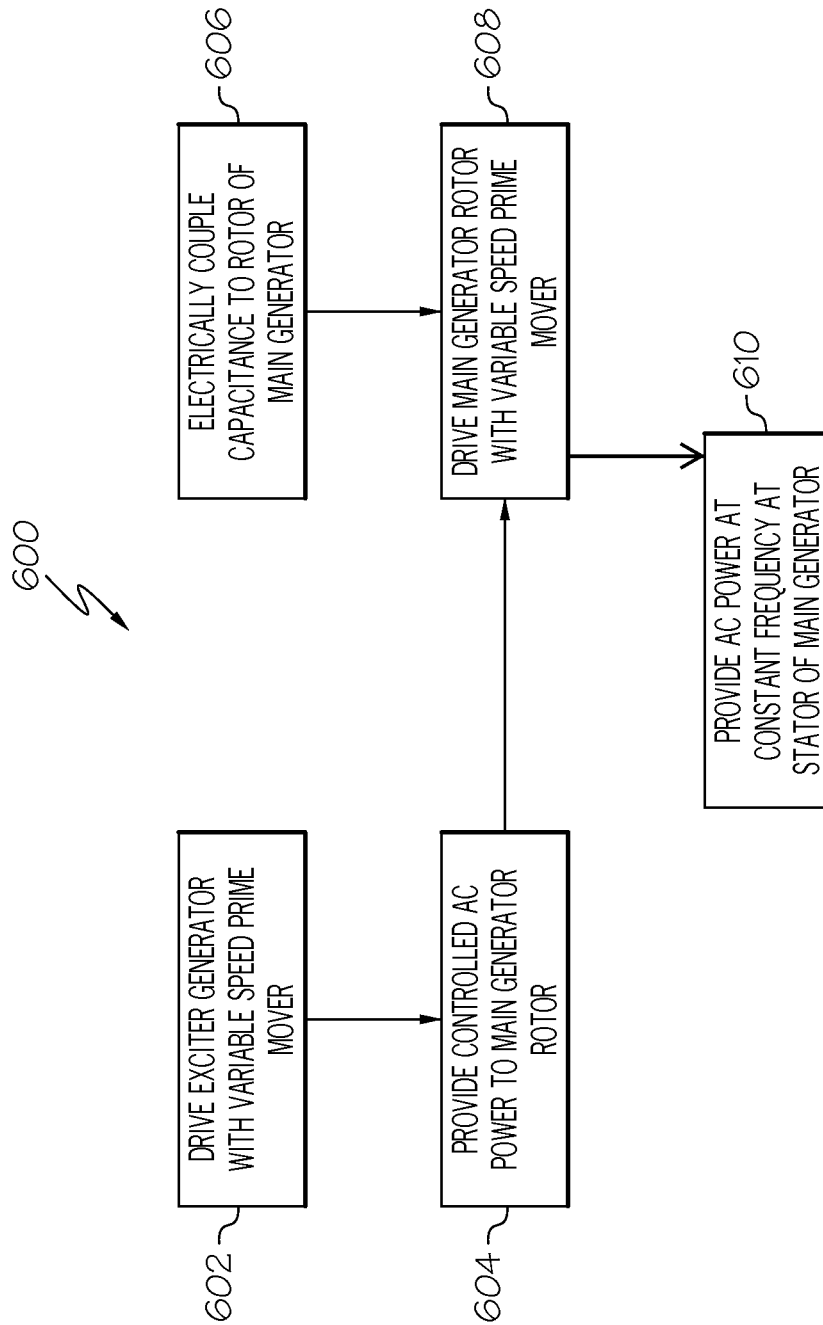 600
602
DRIVE EXCITER GENERATOR
WITH VARIABLE SPEED PRIME
MOVER
606
ELECTRICALLY COUPLE
CAPACITANCE TO ROTOR OF
MAIN GENERATOR
604
PROVIDE CONTROLLED AC
POWER TO MAIN GENERATOR
ROTOR
608
DRIVE MAIN GENERATOR ROTOR
WITH VARIABLE SPEED PRIME
MOVER
610
PROVIDE AC POWER AT
CONSTANT FREQUENCY AT
STATOR OF MAIN GENERATOR